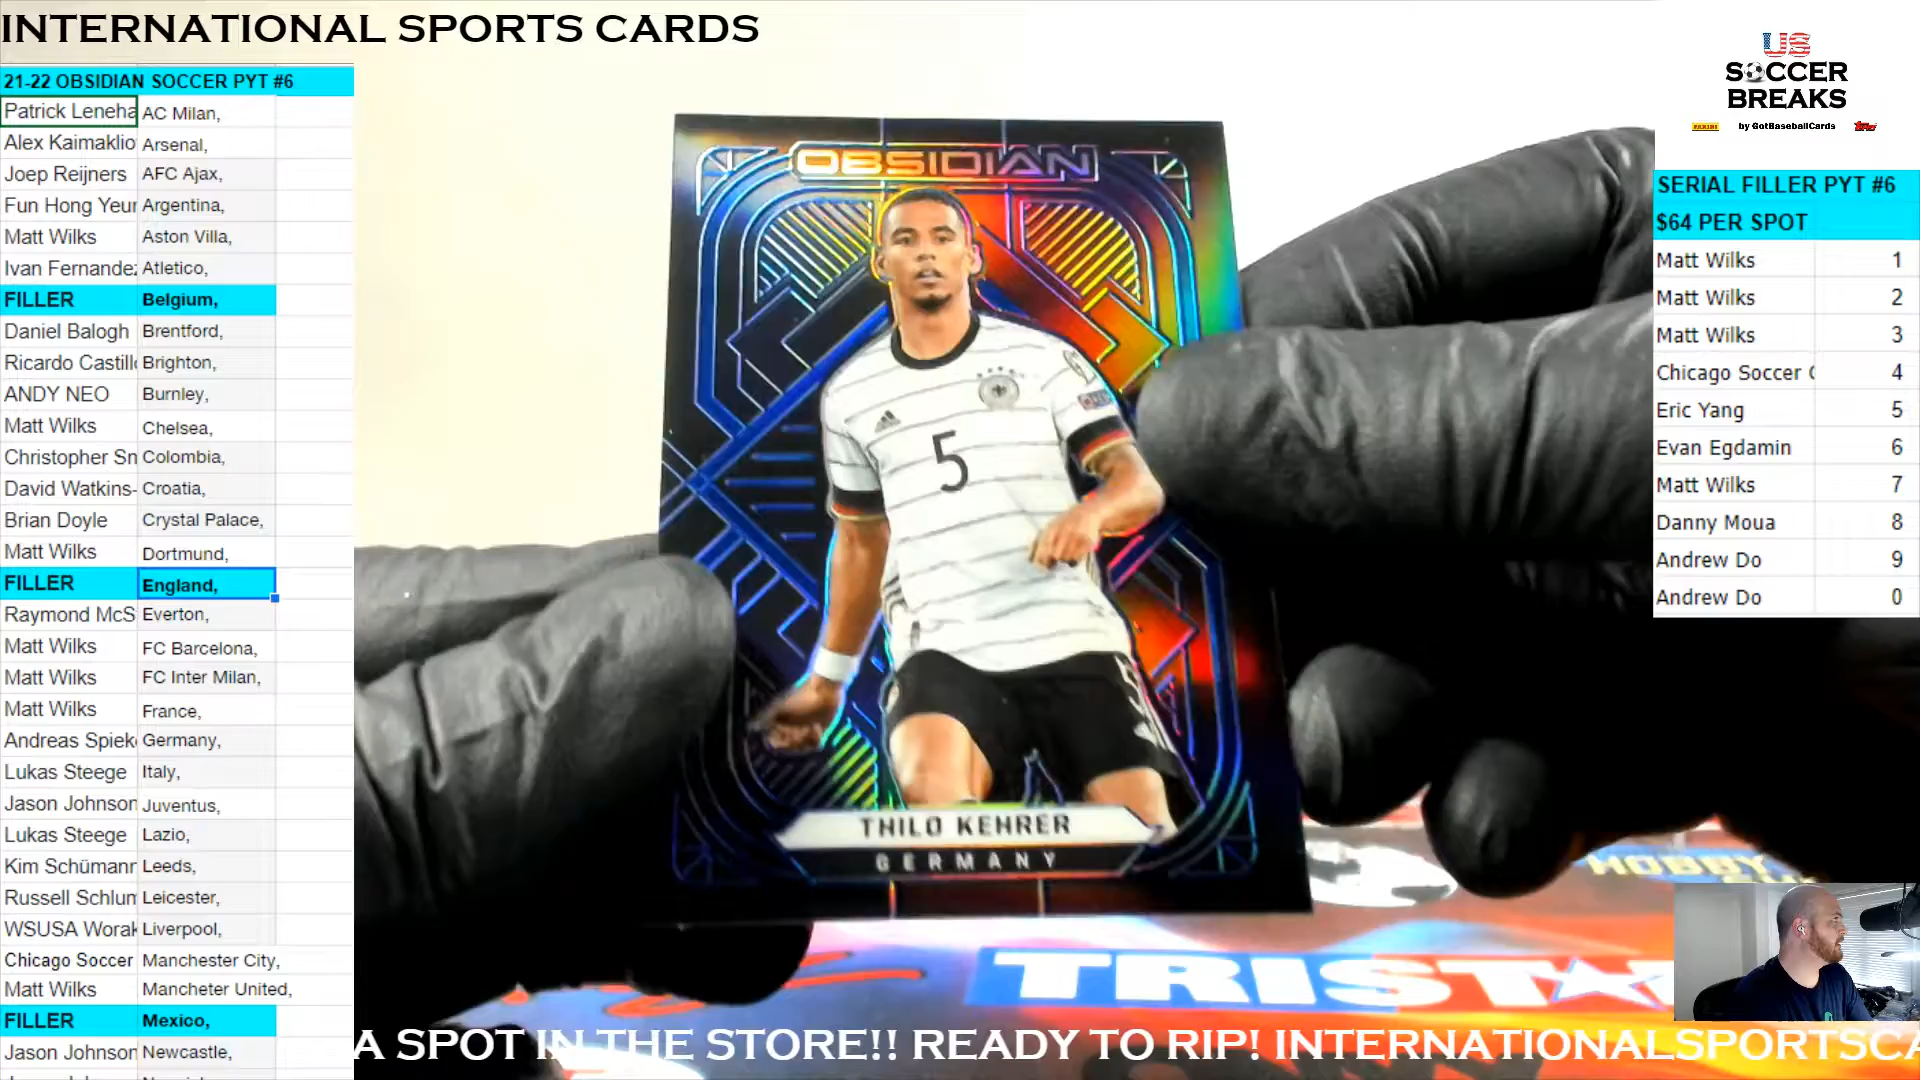 INTERNATIONAL SPORTS CARDS
21-22 OBSIDIAN SOCCER PYT #6
Patrick Leneha AC Milan,
Alex Kaimaklio Arsenal,
Joep Reijners AFC Ajax,
Fun Hong Yeur Argentina,
Matt Wilks Aston Villa,
Ivan Fernandez Atletico,
FILLER Belgium,
Daniel Balogh Brentford,
Ricardo Castillo Brighton,
ANDY NEO Burnley,
Matt Wilks Chelsea,
Christopher Sn Colombia,
David Watkins- Croatia,
Brian Doyle Crystal Palace,
Matt Wilks Dortmund,
FILLER England,
Raymond McS Everton,
Matt Wilks FC Barcelona,
Matt Wilks FC Inter Milan,
Matt Wilks France,
Andreas Spiek Germany,
Lukas Steege Italy,
Jason Johnson Juventus,
Lukas Steege Lazio,
Kim Schümann Leeds,
Russell Schlum Leicester,
WSUSA Worak Liverpool,
Chicago Soccer Manchester City,
Matt Wilks Mancheter United,
FILLER Mexico,
Jason Johnson Newcastle,
OBSIDIAN
5
THILO KEHRER
GERMANY
HOBBY
TRISTA
A SPOT IN THE STORE!! READY TO RIP! INTERNATIONALSPORTSCA
US
SOCCER
BREAKS
PANINI by GotBaseballCards Topps
SERIAL FILLER PYT #6
$64 PER SPOT
Matt Wilks 1
Matt Wilks 2
Matt Wilks 3
Chicago Soccer 4
Eric Yang 5
Evan Egdamin 6
Matt Wilks 7
Danny Moua 8
Andrew Do 9
Andrew Do 0